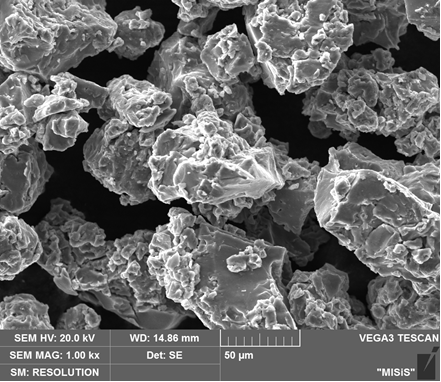 SEM HV: 20.0 kV WD: 14.86 mm VEGA3 TESCAN
SEM MAG: 1.00 kx Det: SE 50 µm
SM: RESOLUTION "MISIS"